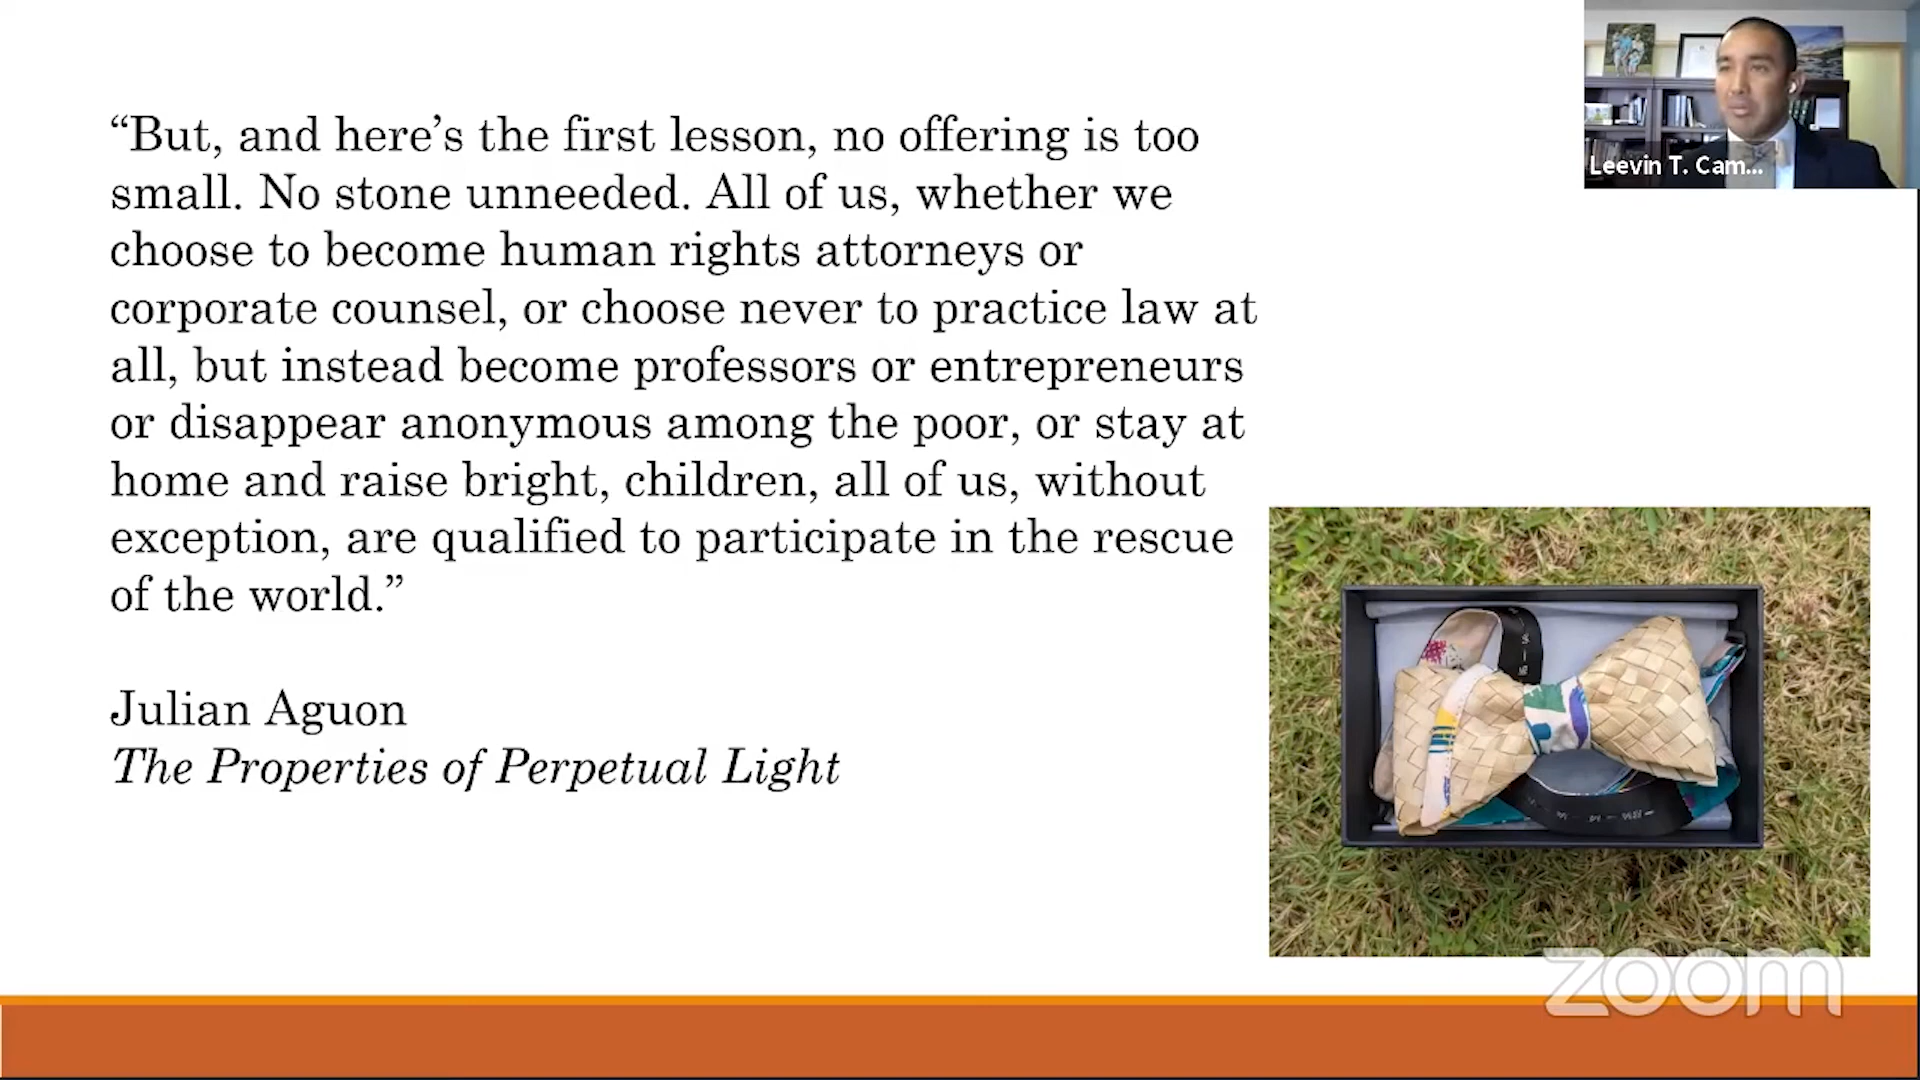 “But, and here’s the first lesson, no offering is too
small. No stone unneeded. All of us, whether we
choose to become human rights attorneys or
corporate counsel, or choose never to practice law at
all, but instead become professors or entrepreneurs
or disappear anonymous among the poor, or stay at
home and raise bright, children, all of us, without
exception, are qualified to participate in the rescue
of the world.”
Julian Aguon
The Properties of Perpetual Light
Leevin T. Cam...
zoom